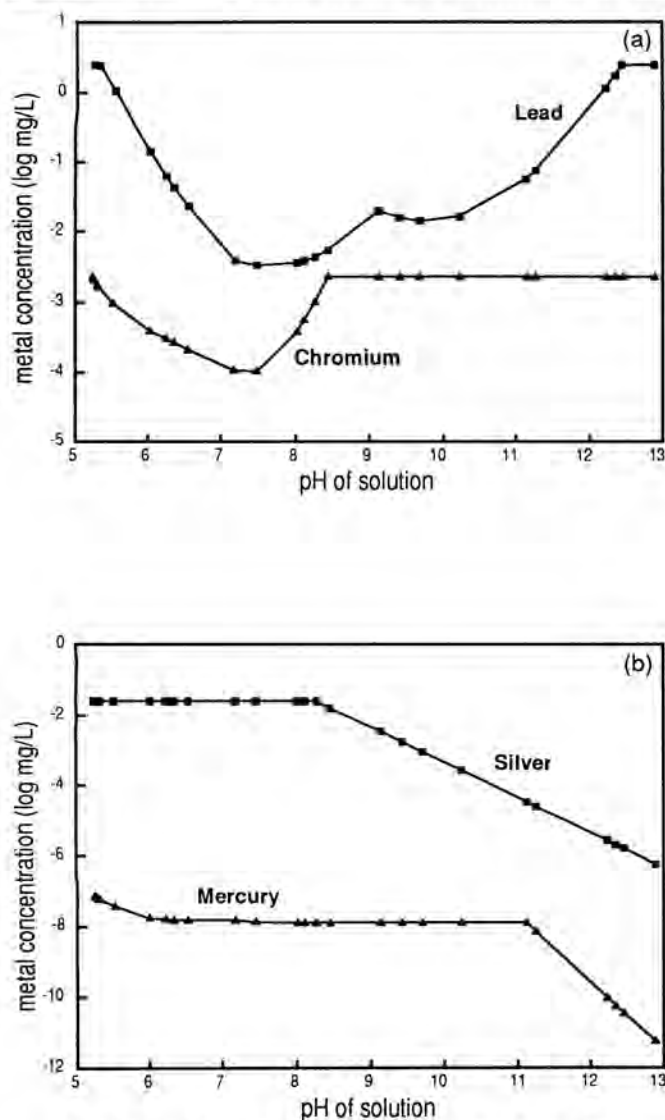 (a)
metal concentration (log mg/L)
1
0
-1
-2
-3
-4
-5
Lead
Chromium
5 6 7 8 9 10 11 12 13
pH of solution
(b)
metal concentration (log mg/L)
0
-2
-4
-6
-8
-10
-12
Silver
Mercury
5 6 7 8 9 10 11 12 13
pH of solution